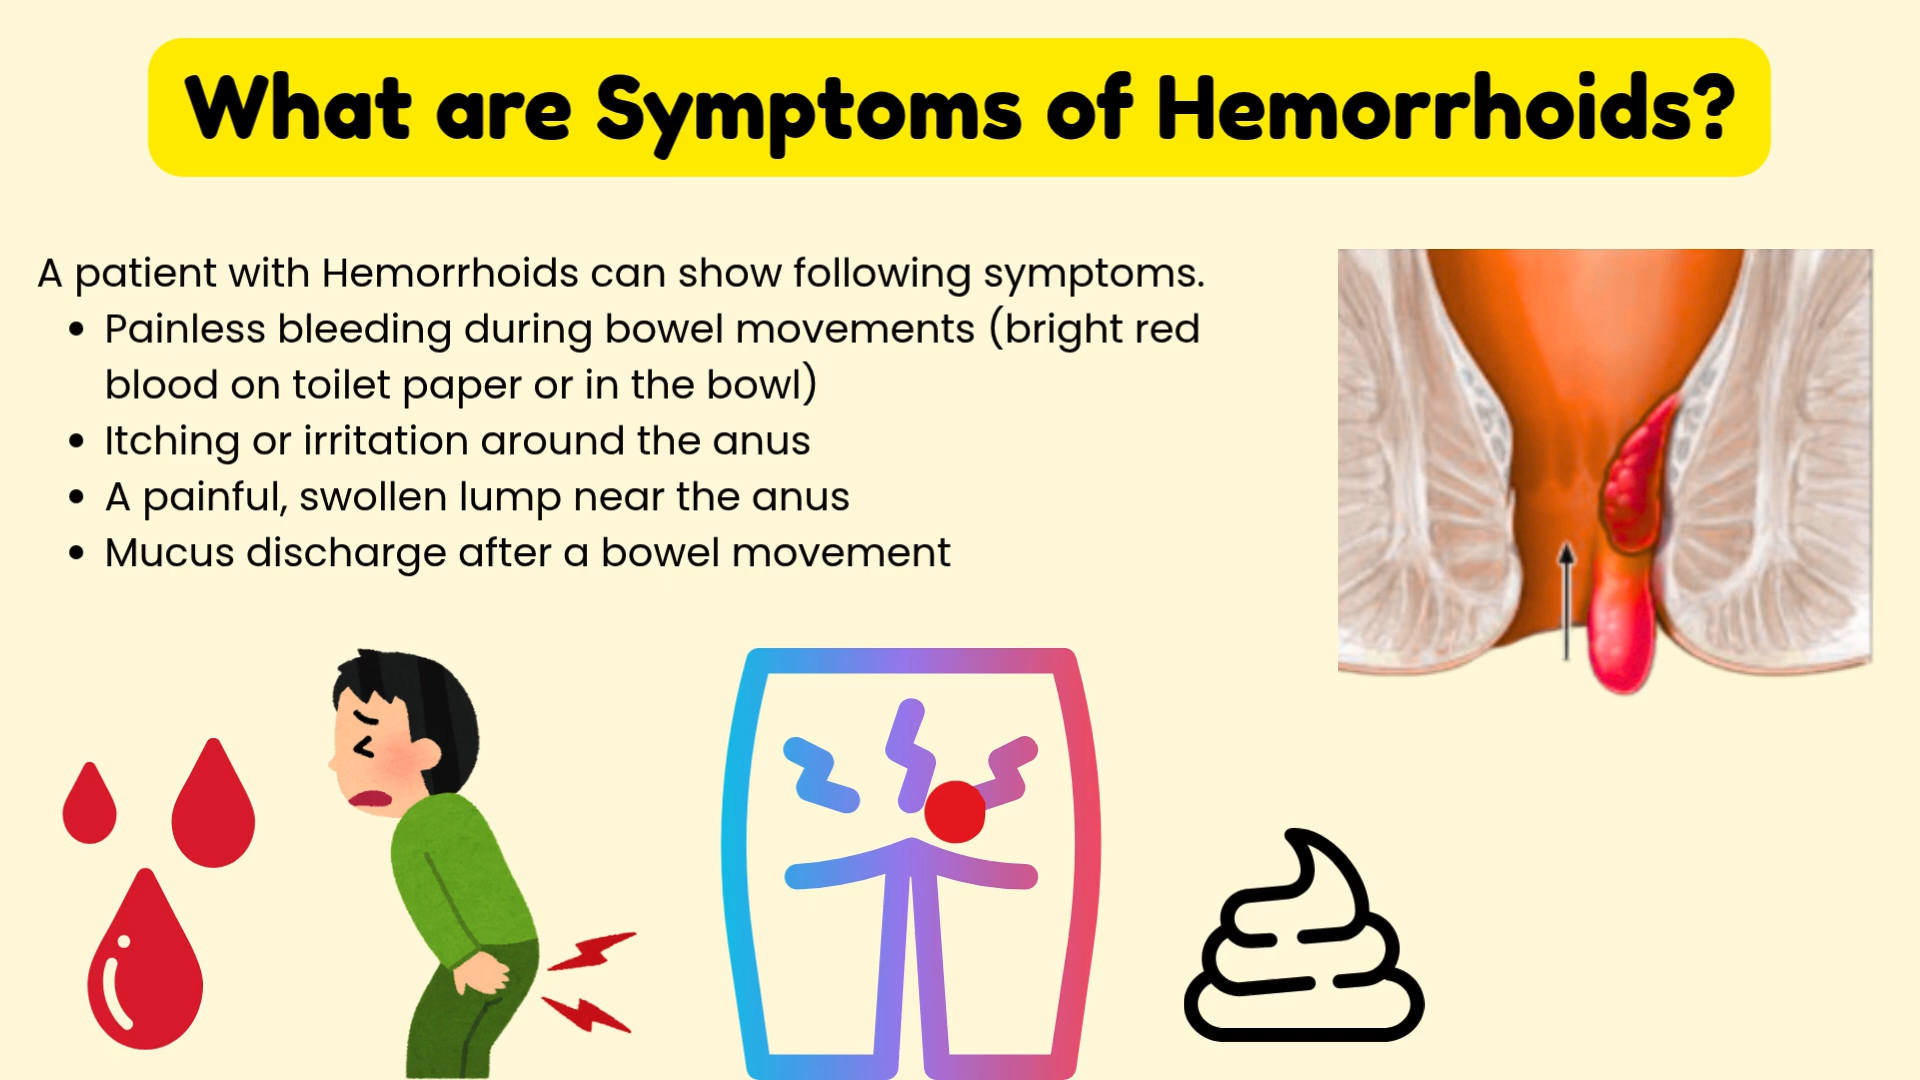 What are Symptoms of Hemorrhoids?
A patient with Hemorrhoids can show following symptoms.
• Painless bleeding during bowel movements (bright red
blood on toilet paper or in the bowl)
• Itching or irritation around the anus
• A painful, swollen lump near the anus
• Mucus discharge after a bowel movement